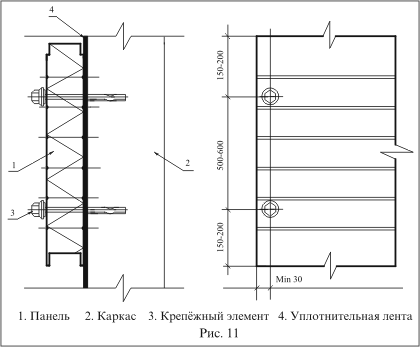 4
1
2
3
150-200
500-600
150-200
Min 30
1. Панель 2. Каркас 3. Крепёжный элемент 4. Уплотнительная лента
Рис. 11